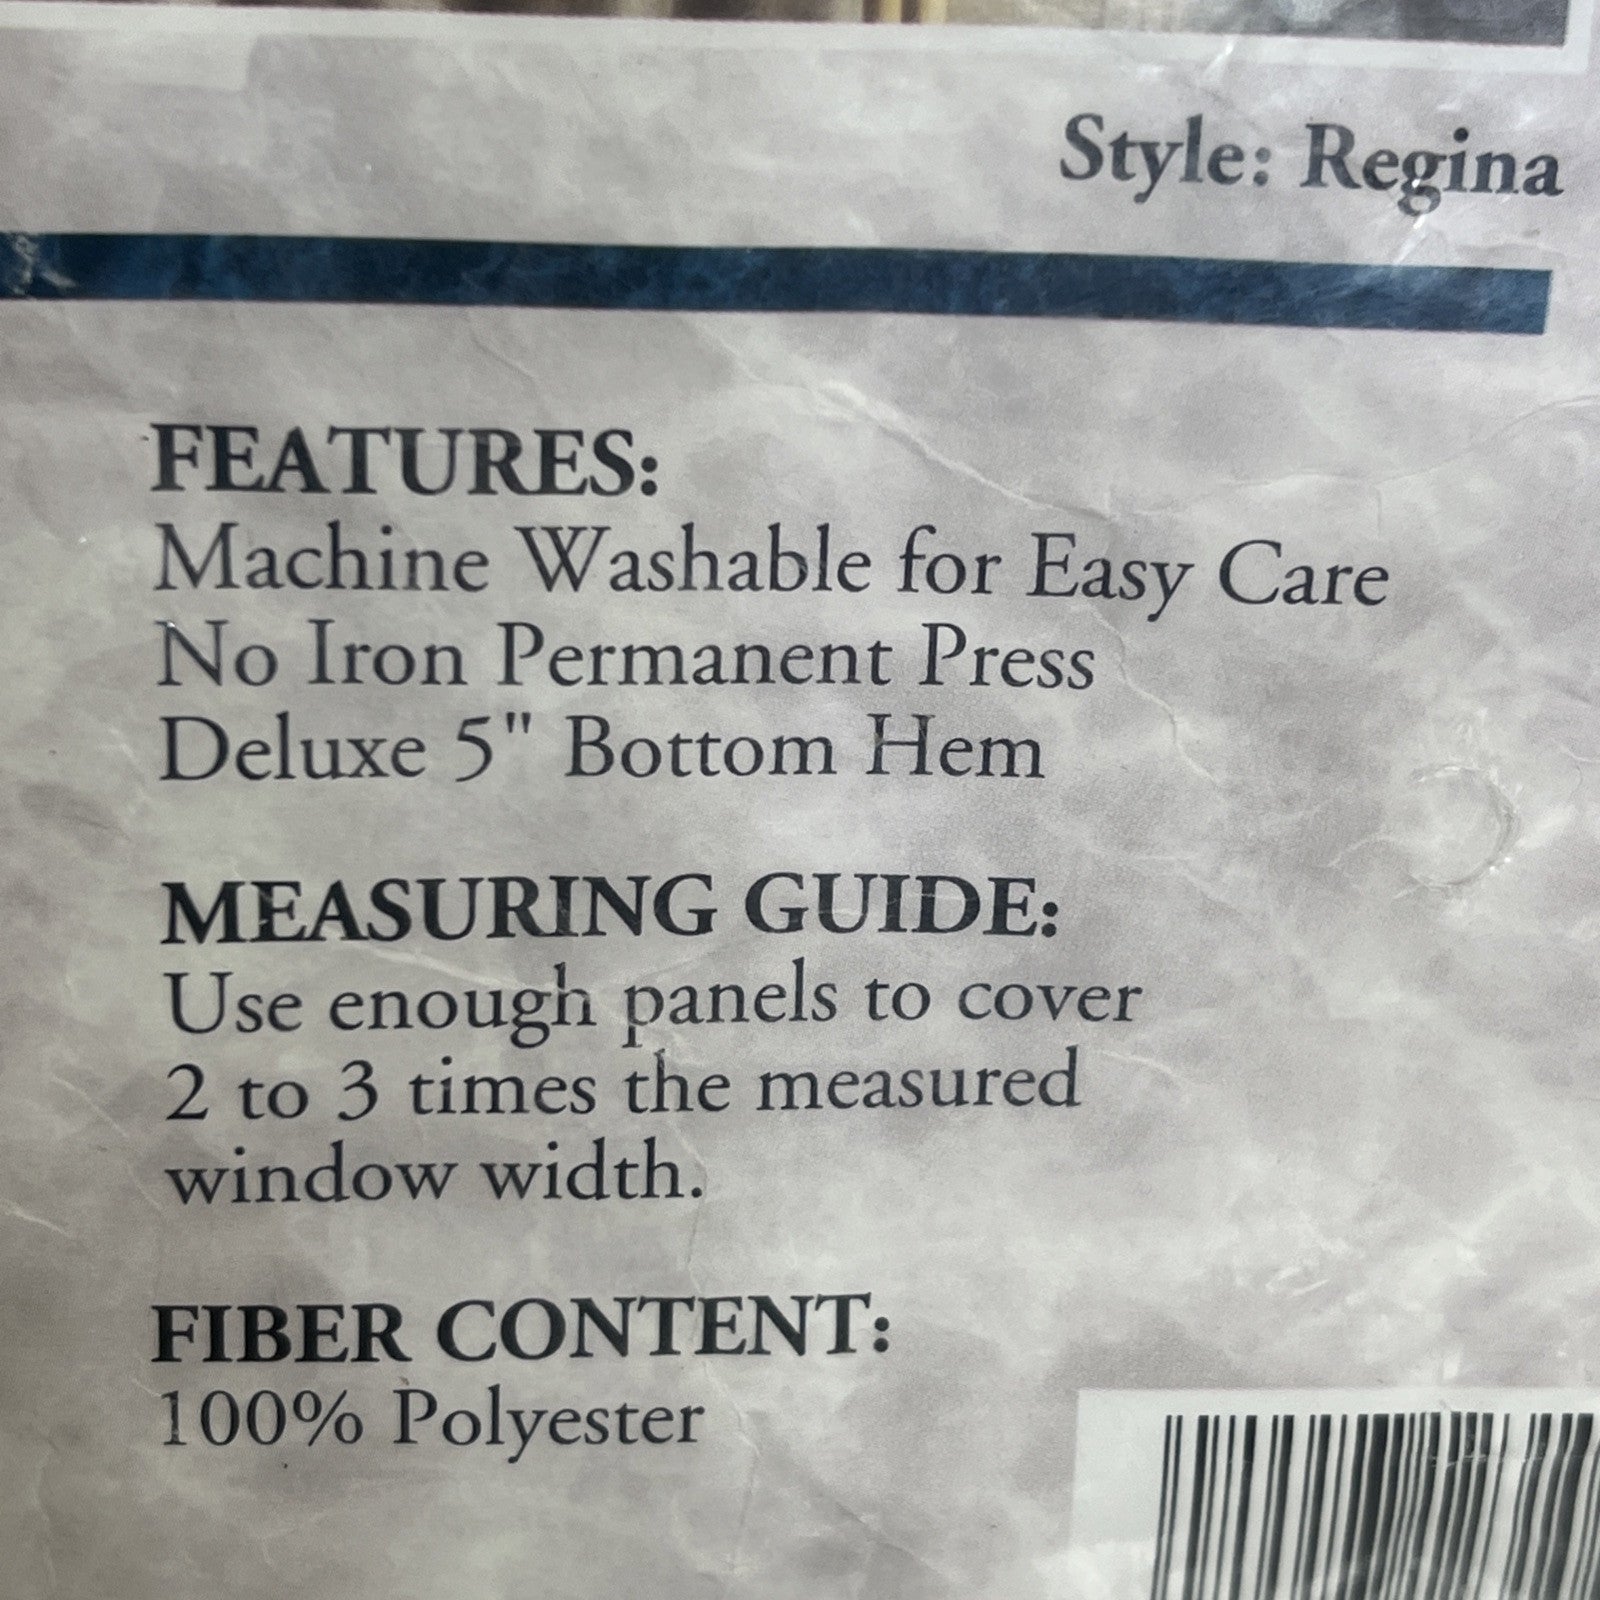 Style: Regina
FEATURES:
Machine Washable for Easy Care
No Iron Permanent Press
Deluxe 5" Bottom Hem
MEASURING GUIDE:
Use enough panels to cover
2 to 3 times the measured
window width.
FIBER CONTENT:
100% Polyester